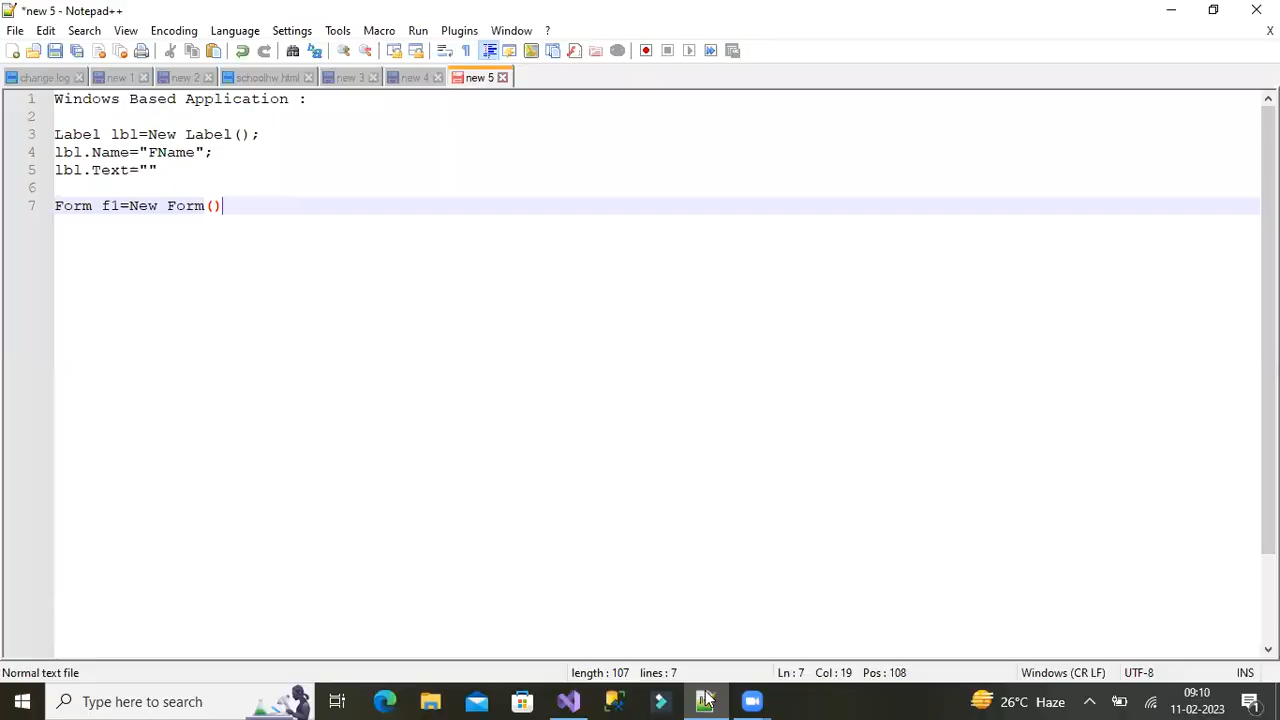 *new 5 - Notepad++
File Edit Search View Encoding Language Settings Tools Macro Run Plugins Window ? X
change.log new 1 new 2 schoolhw.html new 3 new 4 new 5
1 Windows Based Application :
2
3 Label lbl=New Label();
4 lbl.Name="FName";
5 lbl.Text=""
6
7 Form f1=New Form()
Normal text file length : 107 lines : 7 Ln : 7 Col : 19 Pos : 108 Windows (CR LF) UTF-8 INS
Type here to search 26°C Haze 09:10
11-02-2023 1